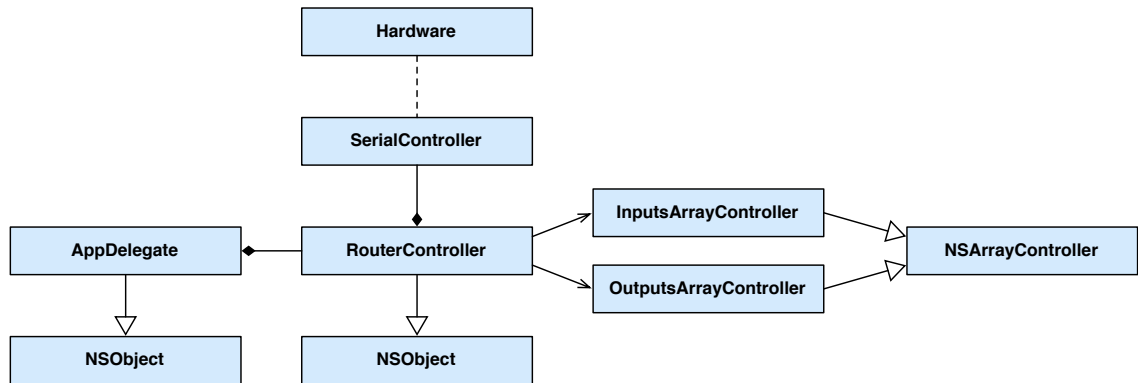 Hardware
SerialController
InputsArrayController
AppDelegate
RouterController
NSArrayController
OutputsArrayController
NSObject
NSObject